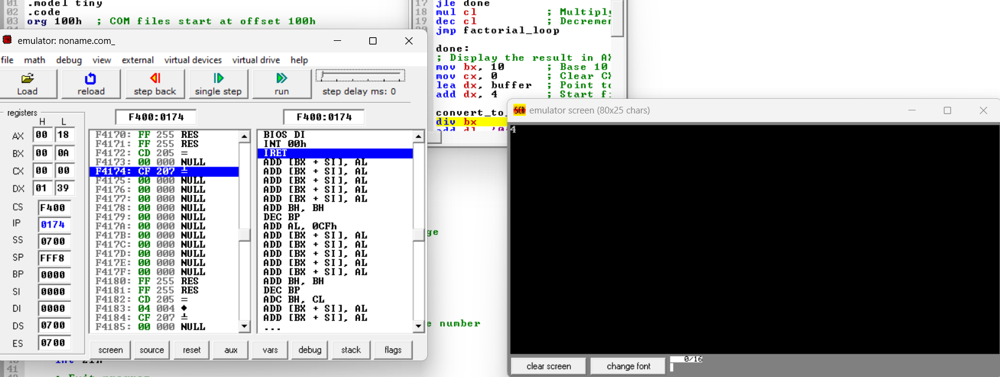 01 .model tiny
02 .code
03 org 100h  ; COM files start at offset 100h
17 jle done
18 mul cl ; Multiply
19 dec cl ; Decremen
jmp factorial_loop
done:
; Display the result in AX
mov bx, 10 ; Base 10
mov cx, 0 ; Clear CX
lea dx, buffer ; Point to
add dx, 4 ; Start fi
convert_to_
div bx
emulator: noname.com_
file math debug view external virtual devices virtual drive help
Load reload step back single step run step delay ms: 0
registers F400:0174 F400:0174
H L
AX 00 18
BX 00 0A
CX 00 00
DX 01 39
CS F400
IP 0174
SS 0700
SP FFF8
BP 0000
SI 0000
DI 0000
DS 0700
ES 0700
F4170: FF 255 RES
F4171: FF 255 RES
F4172: CD 205 =
F4173: 00 000 NULL
F4174: CF 207 ╧
F4175: 00 000 NULL
F4176: 00 000 NULL
F4177: 00 000 NULL
F4178: 00 000 NULL
F4179: 00 000 NULL
F417A: 00 000 NULL
F417B: 00 000 NULL
F417C: 00 000 NULL
F417D: 00 000 NULL
F417E: 00 000 NULL
F417F: 00 000 NULL
F4180: FF 255 RES
F4181: FF 255 RES
F4182: CD 205 =
F4183: 04 004 ♦
F4184: CF 207 ╧
F4185: 00 000 NULL
BIOS DI
INT 00h
IRET
ADD [BX + SI], AL
ADD [BX + SI], AL
ADD [BX + SI], AL
ADD [BX + SI], AL
ADD [BX + SI], AL
ADD BH, BH
DEC BP
ADD AL, 0CFh
ADD [BX + SI], AL
ADD [BX + SI], AL
ADD [BX + SI], AL
ADD [BX + SI], AL
ADD [BX + SI], AL
ADD BH, BH
DEC BP
ADC BH, CL
ADD [BX + SI], AL
ADD [BX + SI], AL
...
screen source reset aux vars debug stack flags
ge
e number
41
emulator screen (80x25 chars)
4
clear screen change font 0/16